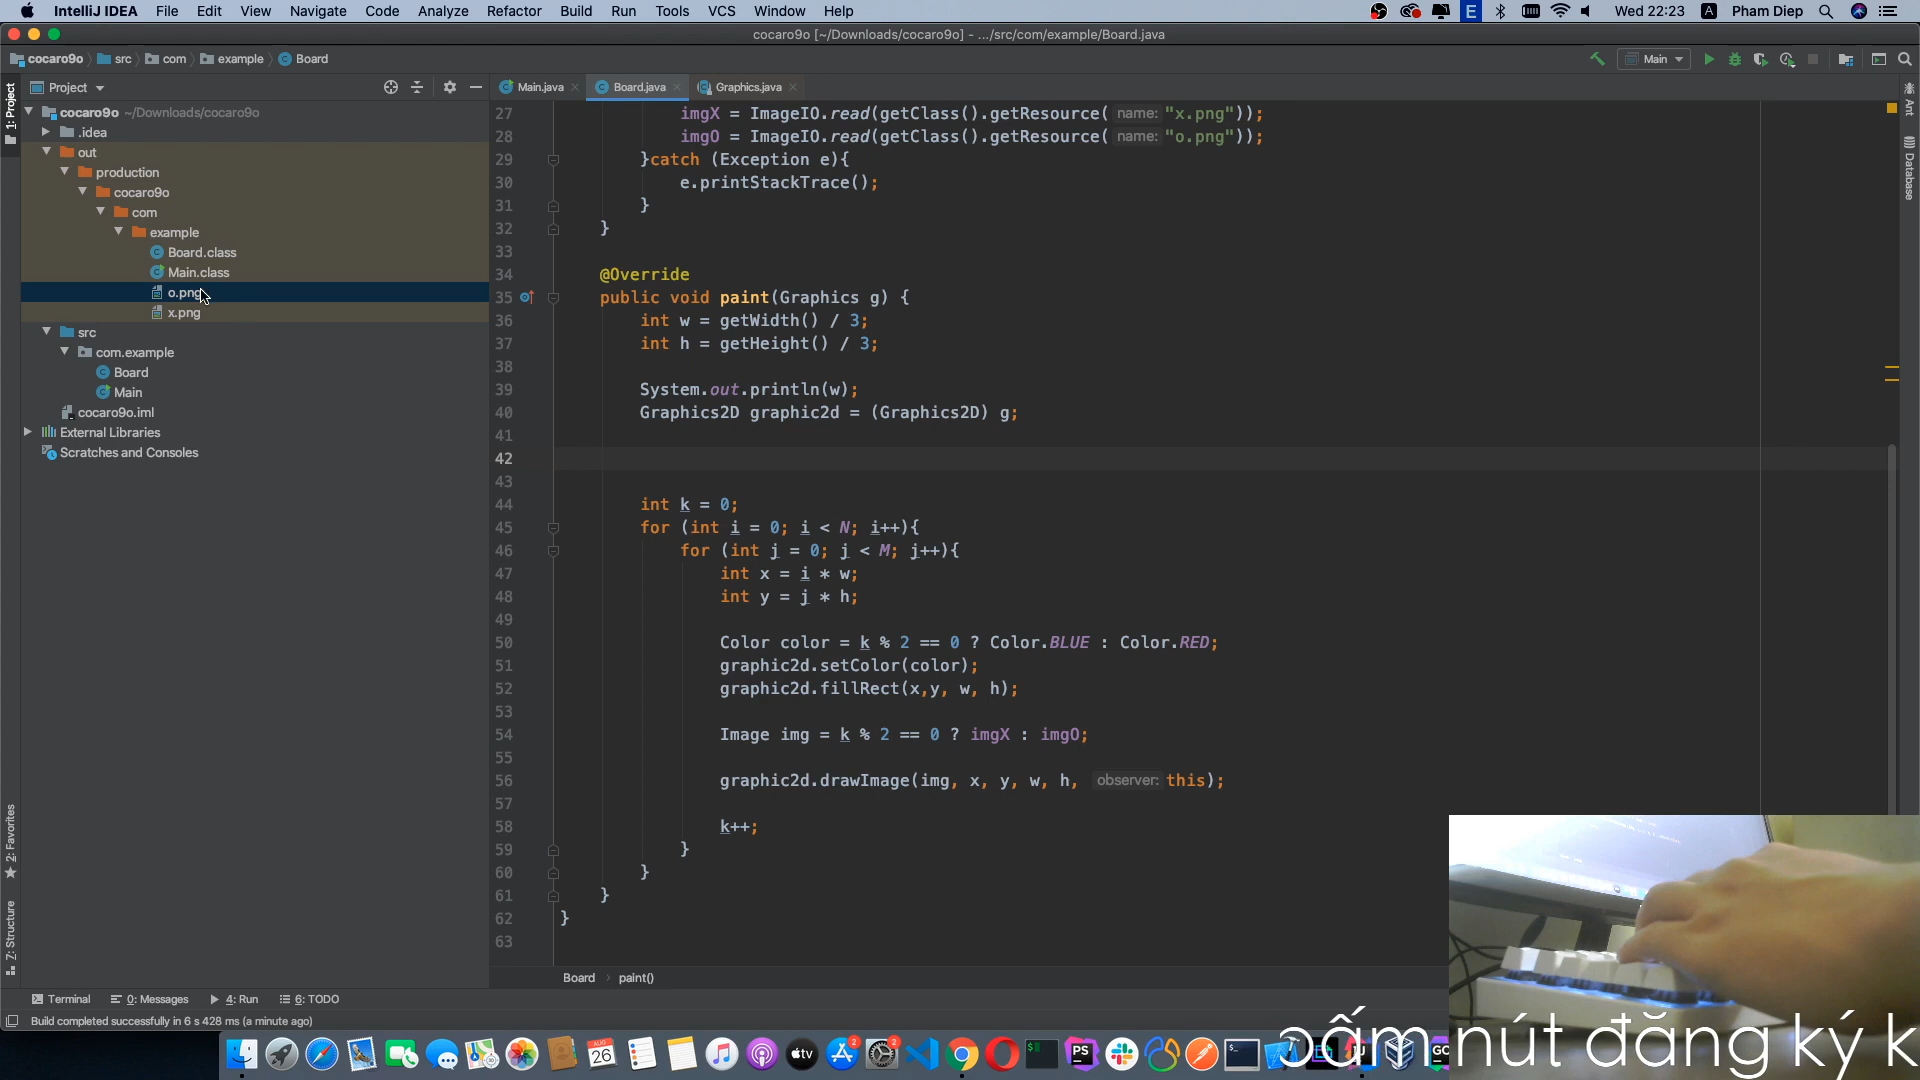 IntelliJ IDEA File Edit View Navigate Code Analyze Refactor Build Run Tools VCS Window Help Wed 22:23 Pham Diep
cocaro9o [~/Downloads/cocaro9o] - .../src/com/example/Board.java
cocaro9o src com example Board Main
Project
Main.java Board.java Graphics.java
1: Project
cocaro9o ~/Downloads/cocaro9o
.idea
out
production
cocaro9o
com
example
Board.class
Main.class
o.png
x.png
src
com.example
Board
Main
cocaro9o.iml
External Libraries
Scratches and Consoles
2: Favorites
Z: Structure
27 imgX = ImageIO.read(getClass().getResource( name: "x.png"));
28 imgO = ImageIO.read(getClass().getResource( name: "o.png"));
29 }catch (Exception e){
30 e.printStackTrace();
31 }
32 }
33
34 @Override
35 public void paint(Graphics g) {
36 int w = getWidth() / 3;
37 int h = getHeight() / 3;
38
39 System.out.println(w);
40 Graphics2D graphic2d = (Graphics2D) g;
41
42
43
44 int k = 0;
45 for (int i = 0; i < N; i++){
46 for (int j = 0; j < M; j++){
47 int x = i * w;
48 int y = j * h;
49
50 Color color = k % 2 == 0 ? Color.BLUE : Color.RED;
51 graphic2d.setColor(color);
52 graphic2d.fillRect(x,y, w, h);
53
54 Image img = k % 2 == 0 ? imgX : imgO;
55
56 graphic2d.drawImage(img, x, y, w, h, observer: this);
57
58 k++;
59 }
60 }
61 }
62 }
63
Ant
Database
Board paint()
Terminal 0: Messages 4: Run 6: TODO
Build completed successfully in 6 s 428 ms (a minute ago)
AUG
26
2
2
PS
GO
nút đăng ký